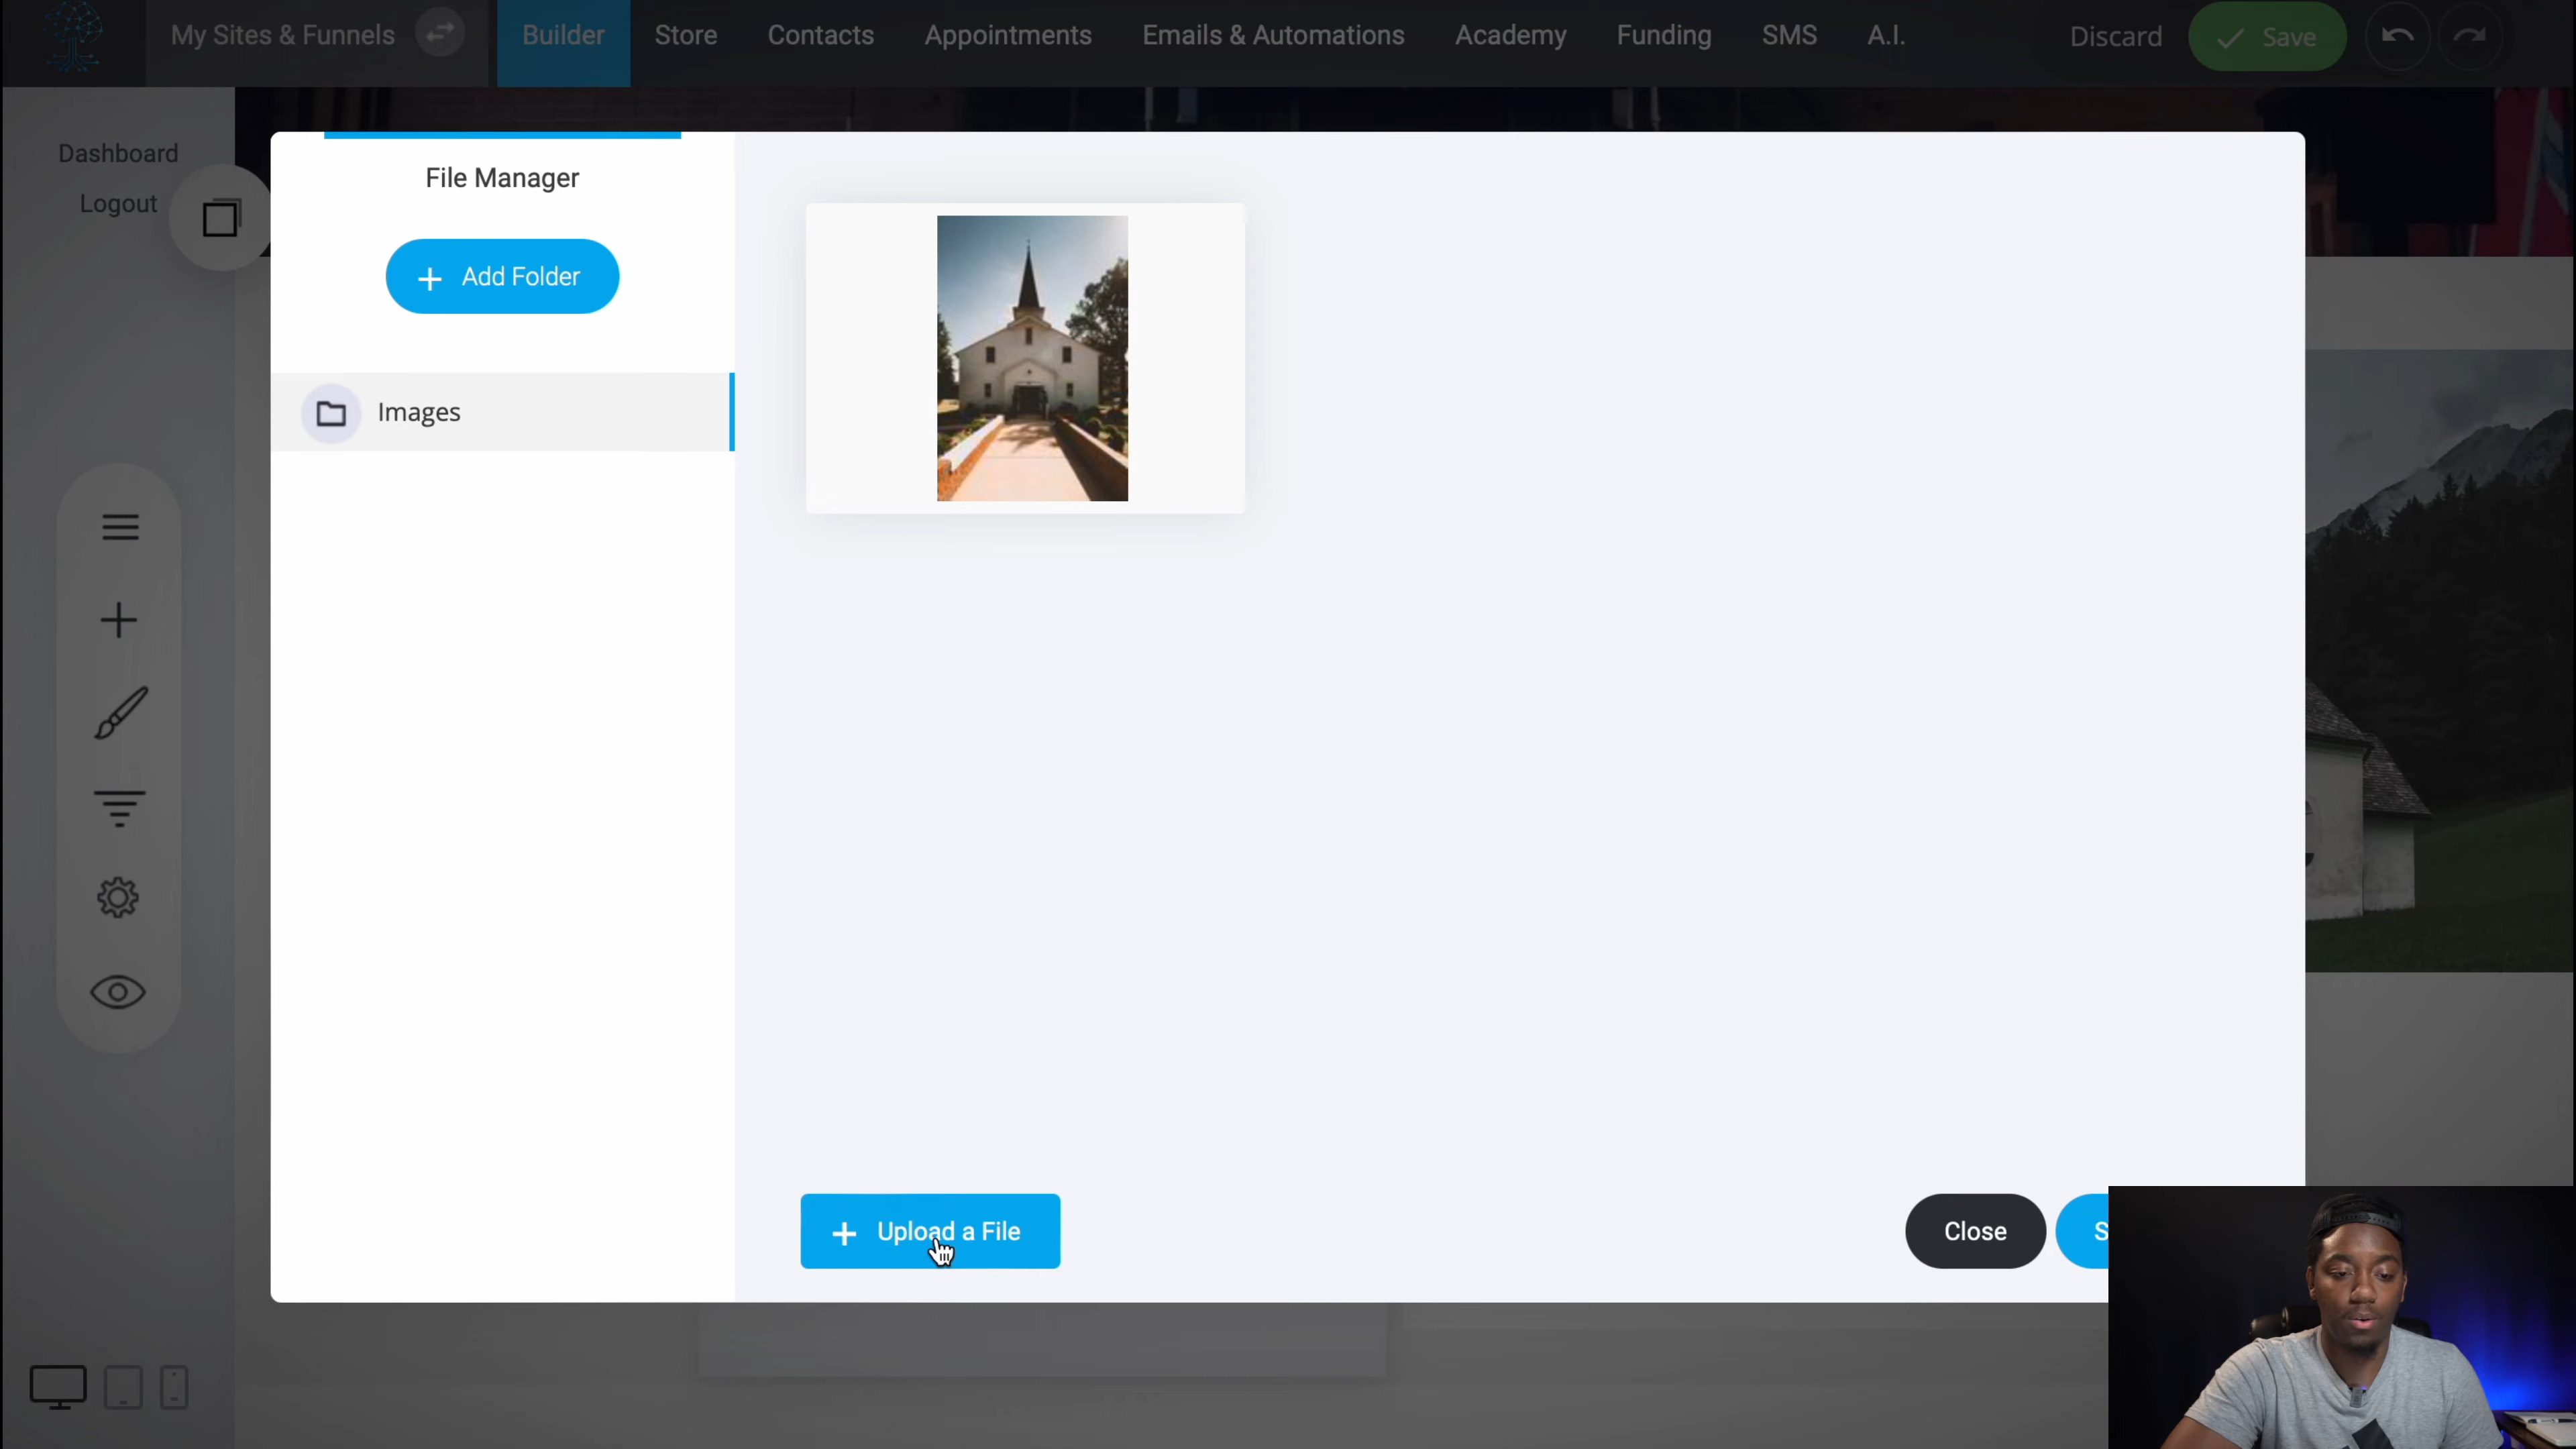 My Sites & Funnels
Builder
Store
Contacts
Appointments
Emails & Automations
Academy
Funding
SMS
A.I.
Discard
Save
Dashboard
Logout
File Manager
Add Folder
Images
Upload a File
Close
S